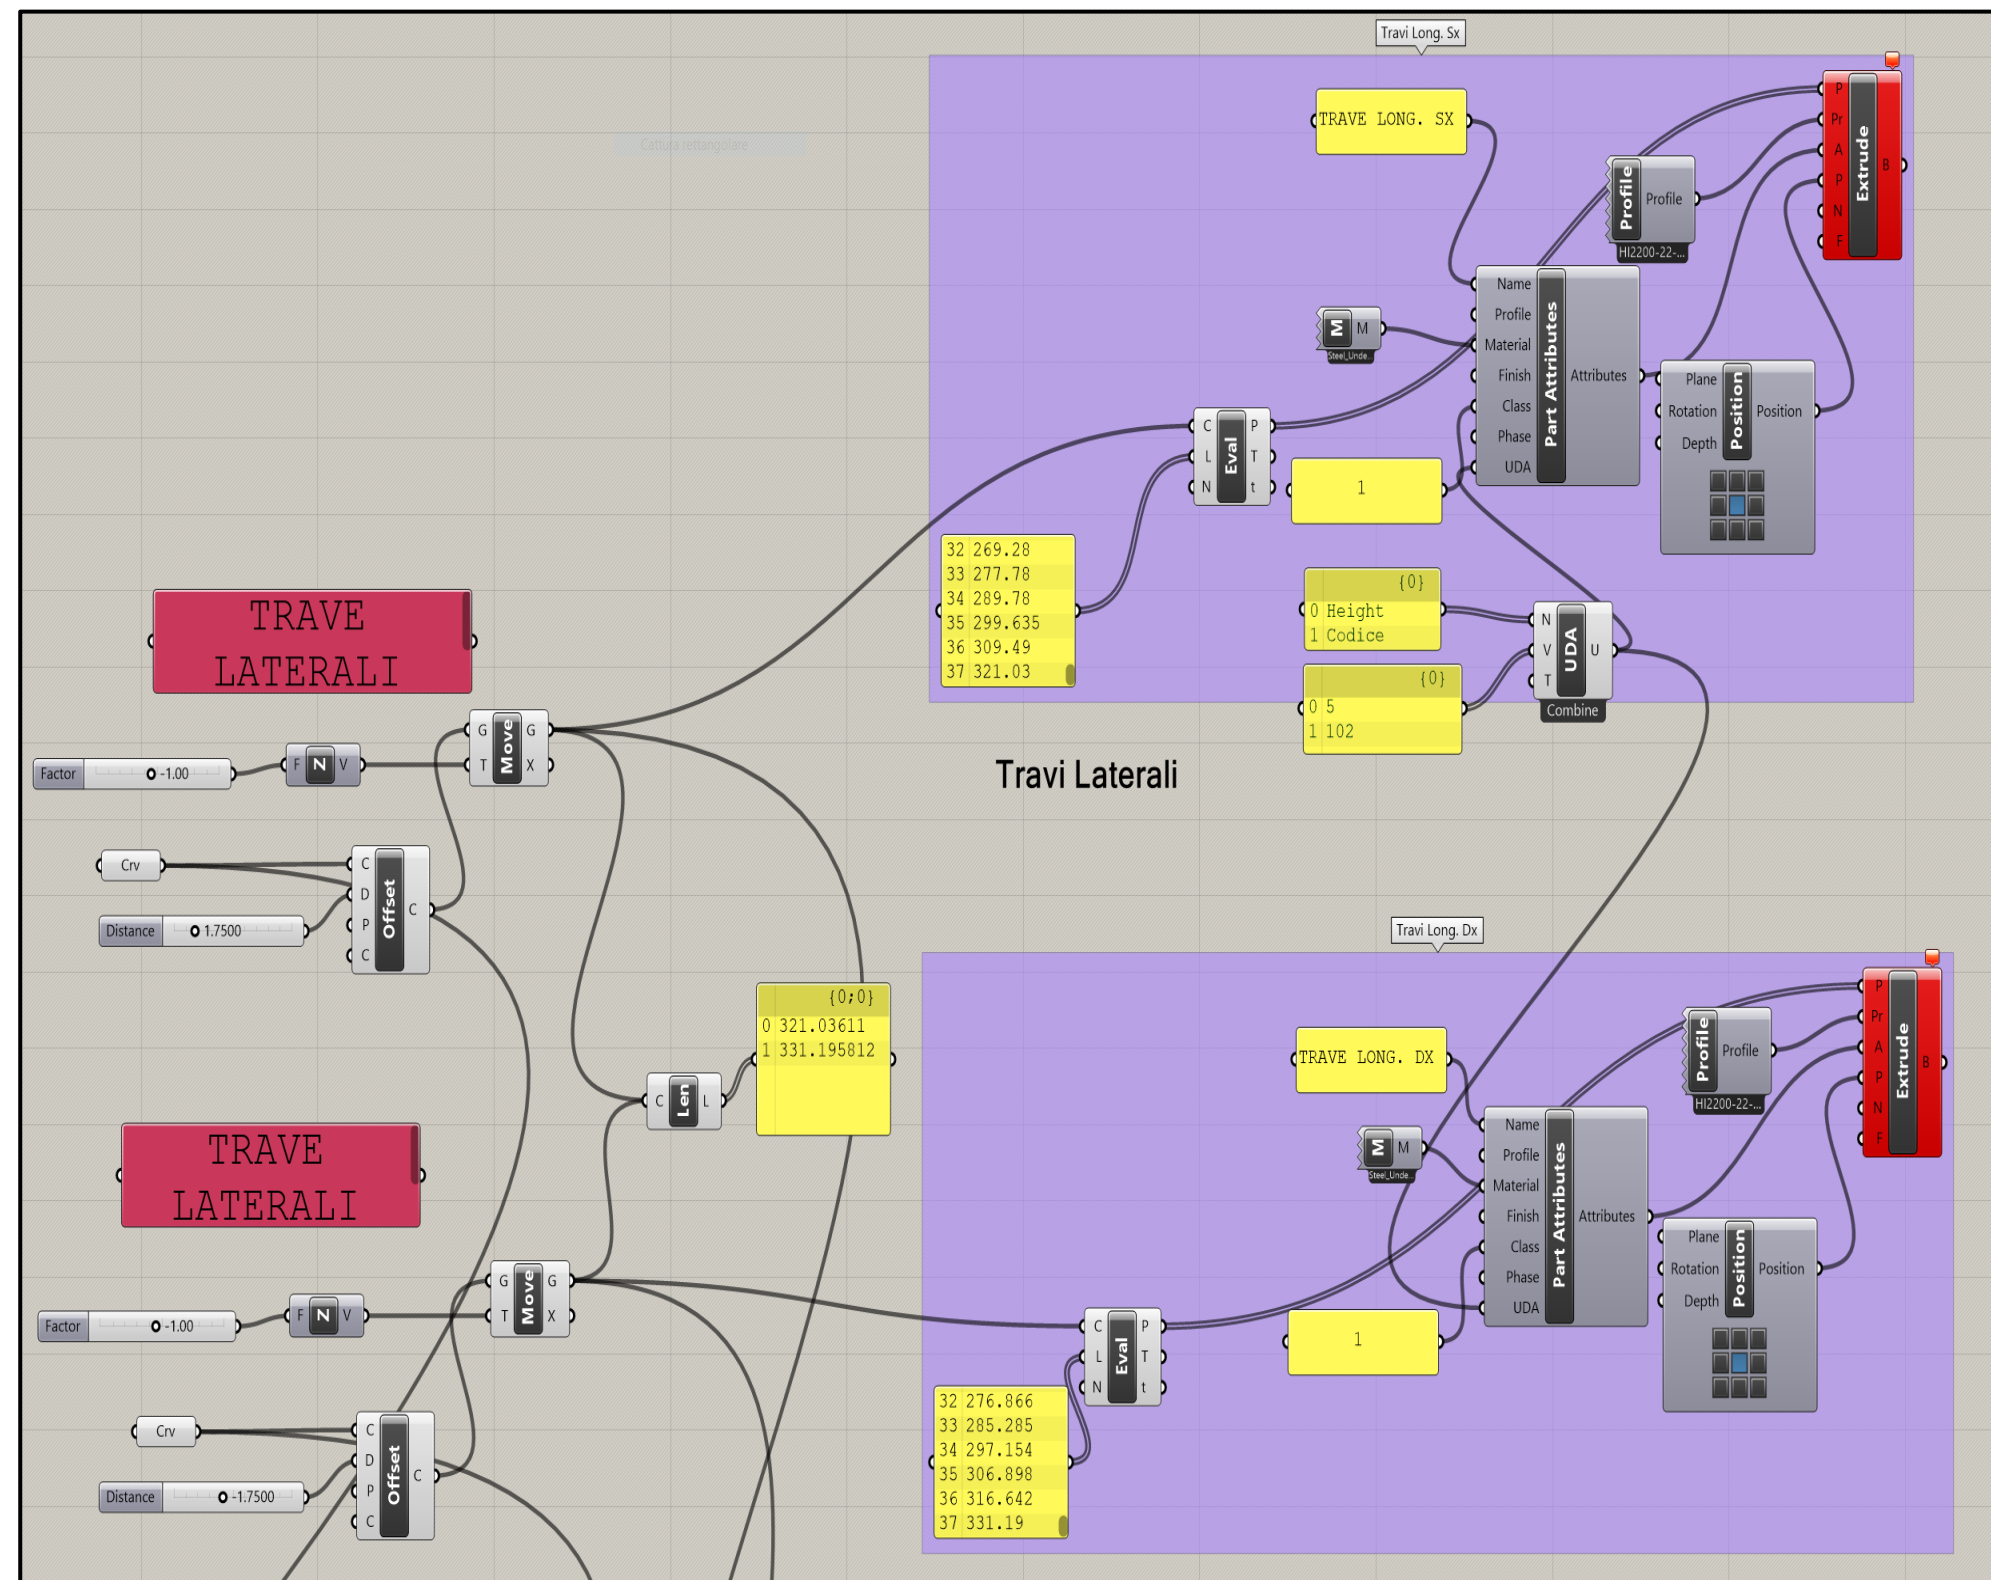 Travi Long. Sx
TRAVE LONG. SX
Cattura rettangolare
P
Pr
A
P
N
F
Extrude
B
Profile
Profile
HI2200-22-...
Name
Profile
Material
Finish
Class
Phase
UDA
Part Attributes
Attributes
M
M
Steel_Unde...
Plane
Rotation
Depth
Position
Position
C
L
N
Eval
P
T
t
1
32 269.28
33 277.78
34 289.78
35 299.635
36 309.49
37 321.03
{0}
0 Height
1 Codice
{0}
0 5
1 102
N
V
T
UDA
U
Combine
TRAVE
LATERALI
Factor
-1.00
F
Z
V
G
T
Move
G
X
Travi Laterali
Crv
Distance
1.7500
C
D
P
C
Offset
C
Travi Long. Dx
{0;0}
0 321.03611
1 331.195812
C
Len
L
TRAVE LONG. DX
P
Pr
A
P
N
F
Extrude
B
Profile
Profile
HI2200-22-...
M
M
Steel_Unde...
Name
Profile
Material
Finish
Class
Phase
UDA
Part Attributes
Attributes
Plane
Rotation
Depth
Position
Position
TRAVE
LATERALI
Factor
-1.00
F
Z
V
G
T
Move
G
X
C
L
N
Eval
P
T
t
1
32 276.866
33 285.285
34 297.154
35 306.898
36 316.642
37 331.19
Crv
Distance
-1.7500
C
D
P
C
Offset
C